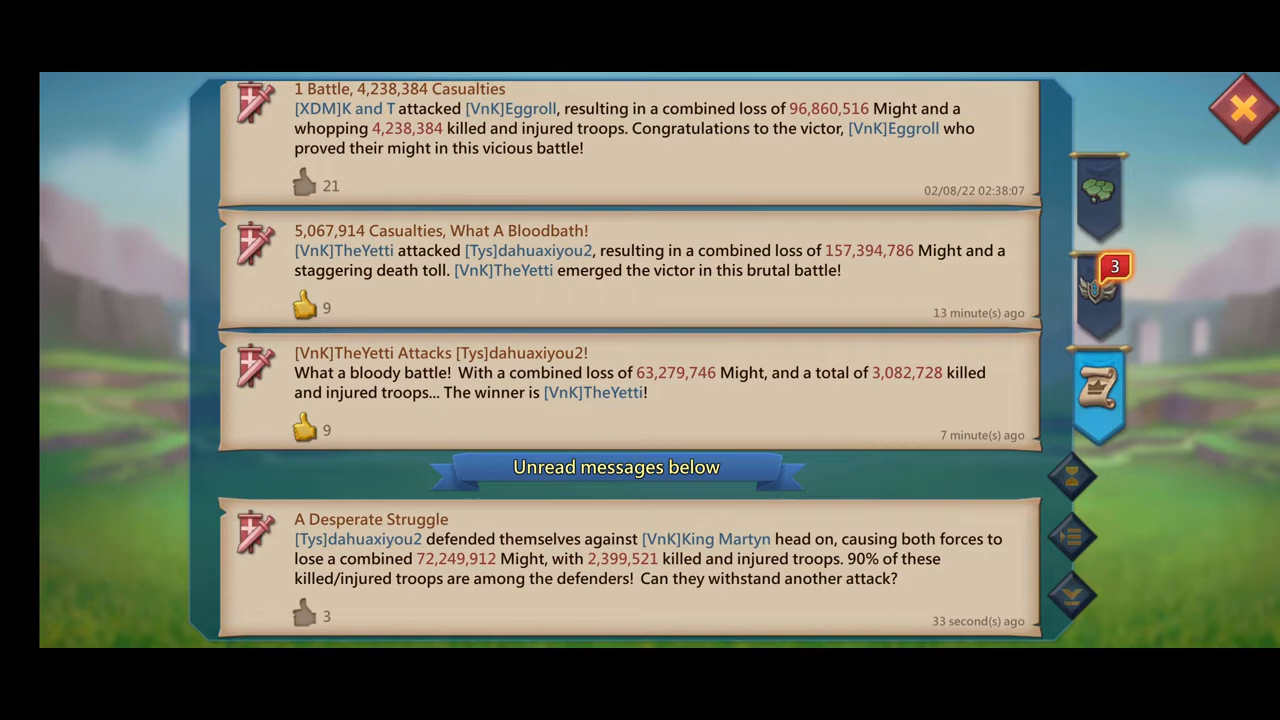 1 Battle, 4,238,384 Casualties
[XDM]K and T attacked [VnK]Eggroll, resulting in a combined loss of 96,860,516 Might and a
whopping 4,238,384 killed and injured troops. Congratulations to the victor, [VnK]Eggroll who
proved their might in this vicious battle!
21
02/08/22 02:38:07
5,067,914 Casualties, What A Bloodbath!
[VnK]TheYetti attacked [Tys]dahuaxiyou2, resulting in a combined loss of 157,394,786 Might and a
staggering death toll. [VnK]TheYetti emerged the victor in this brutal battle!
9
13 minute(s) ago
3
[VnK]TheYetti Attacks [Tys]dahuaxiyou2!
What a bloody battle! With a combined loss of 63,279,746 Might, and a total of 3,082,728 killed
and injured troops... The winner is [VnK]TheYetti!
9
7 minute(s) ago
Unread messages below
A Desperate Struggle
[Tys]dahuaxiyou2 defended themselves against [VnK]King Martyn head on, causing both forces to
lose a combined 72,249,912 Might, with 2,399,521 killed and injured troops. 90% of these
killed/injured troops are among the defenders! Can they withstand another attack?
3
33 second(s) ago